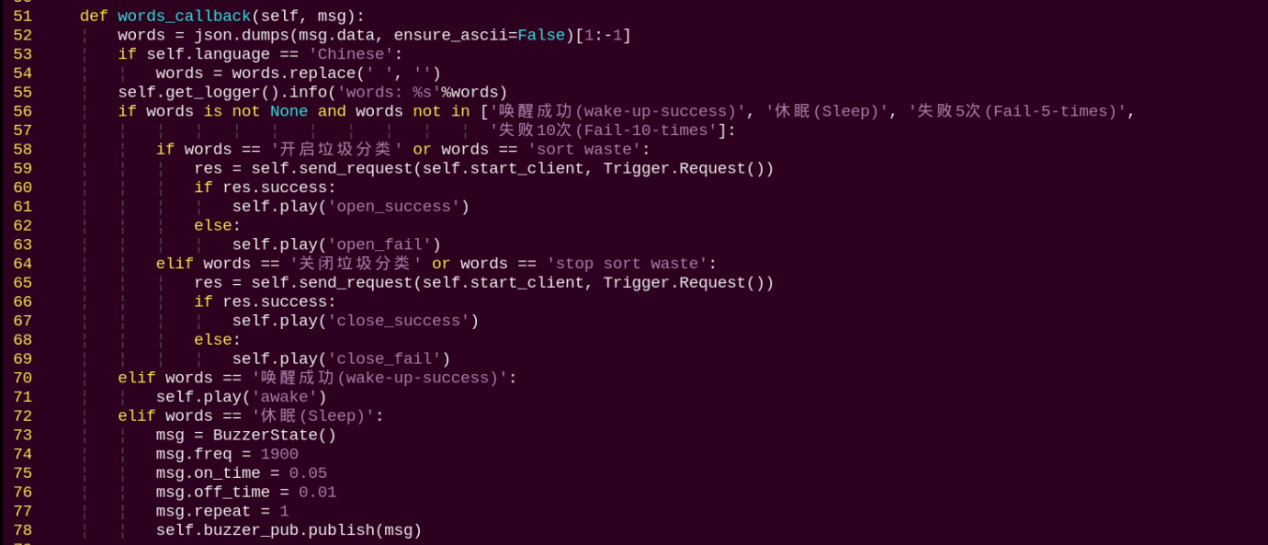 51 def words_callback(self, msg):
52 words = json.dumps(msg.data, ensure_ascii=False)[1:-1]
53 if self.language == 'Chinese':
54 words = words.replace(' ', '')
55 self.get_logger().info('words: %s'%words)
56 if words is not None and words not in ['唤醒成功(wake-up-success)', '休眠(Sleep)', '失败5次(Fail-5-times)',
57 '失败10次(Fail-10-times']:
58 if words == '开启垃圾分类' or words == 'sort waste':
59 res = self.send_request(self.start_client, Trigger.Request())
60 if res.success:
61 self.play('open_success')
62 else:
63 self.play('open_fail')
64 elif words == '关闭垃圾分类' or words == 'stop sort waste':
65 res = self.send_request(self.start_client, Trigger.Request())
66 if res.success:
67 self.play('close_success')
68 else:
69 self.play('close_fail')
70 elif words == '唤醒成功(wake-up-success)':
71 self.play('awake')
72 elif words == '休眠(Sleep)':
73 msg = BuzzerState()
74 msg.freq = 1900
75 msg.on_time = 0.05
76 msg.off_time = 0.01
77 msg.repeat = 1
78 self.buzzer_pub.publish(msg)